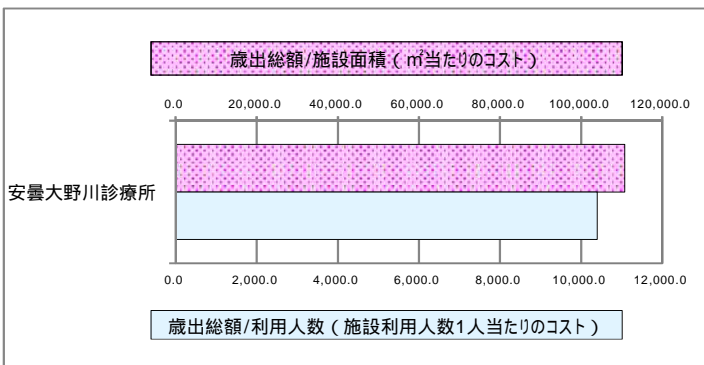 歳出総額/施設面積（㎡当たりのコスト）
0.0 20,000.0 40,000.0 60,000.0 80,000.0 100,000.0 120,000.0
安曇大野川診療所
0.0 2,000.0 4,000.0 6,000.0 8,000.0 10,000.0 12,000.0
歳出総額/利用人数（施設利用人数1人当たりのコスト）